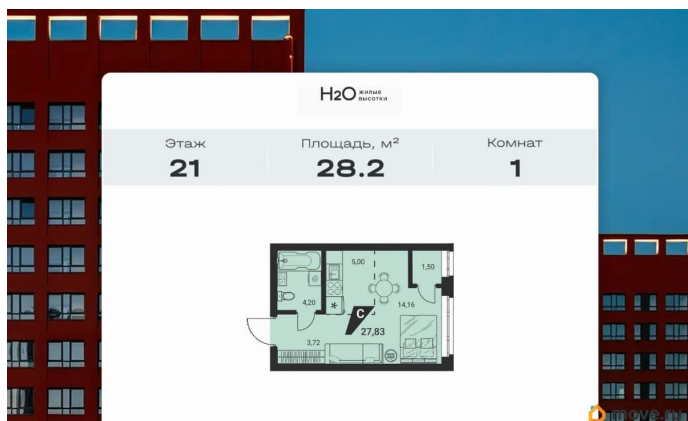 H2O жилые высотки
Этаж
Площадь, м²
Комнат
21
28.2
1
5,00
1,50
4,20
14,16
С
27,83
3,72
move.ru